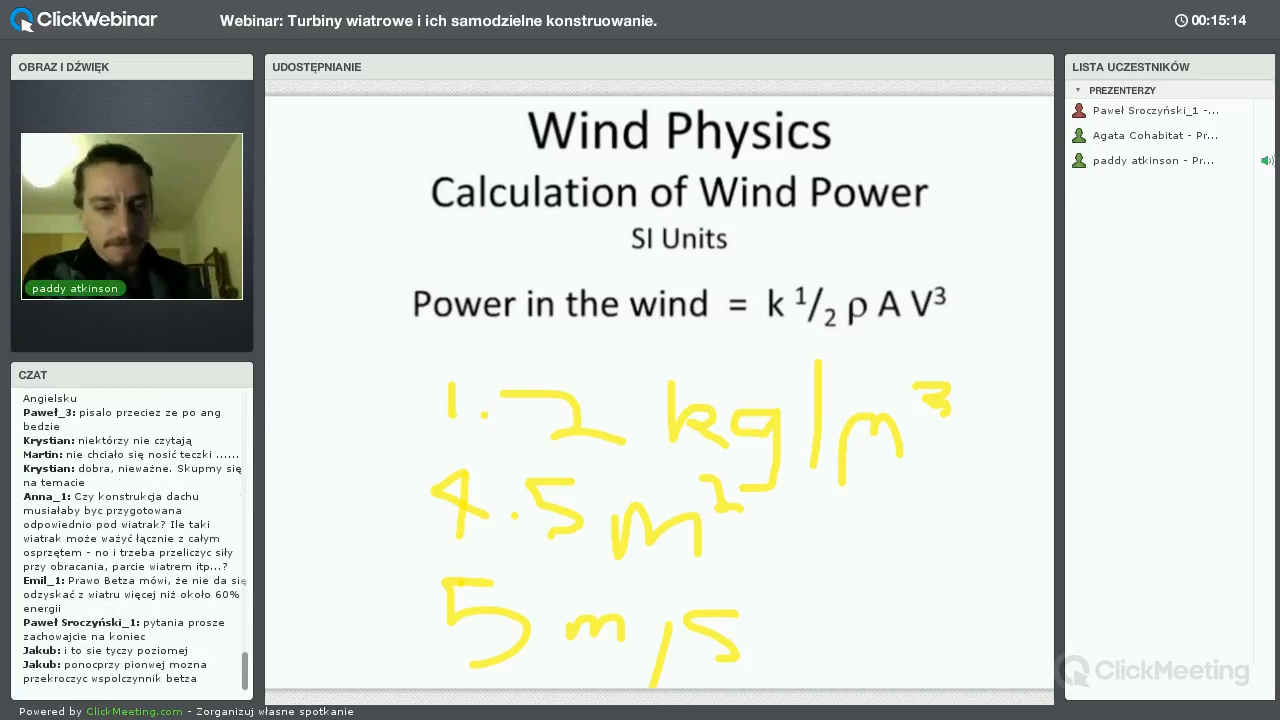 ClickWebinar
Webinar: Turbiny wiatrowe i ich samodzielne konstruowanie.
00:15:14
OBRAZ I DŹWIĘK
paddy atkinson
CZAT
Angielsku
Paweł_3: pisalo przeciez ze po ang
bedzie
Krystian: niektórzy nie czytają
Martin: nie chciało się nosić teczki ......
Krystian: dobra, nieważne. Skupmy się
na temacie
Anna_1: Czy konstrukcja dachu
musiałaby byc przygotowana
odpowiednio pod wiatrak? Ile taki
wiatrak może ważyć łącznie z całym
osprzętem - no i trzeba przeliczyc siły
przy obracania, parcie wiatrem itp...?
Emil_1: Prawo Betza mówi, że nie da się
odzyskać z wiatru więcej niż około 60%
energii
Paweł Sroczyński_1: pytania prosze
zachowajcie na koniec
Jakub: i to sie tyczy poziomej
Jakub: ponocprzy pionwej mozna
przekroczyc wspolczynnik betza
UDOSTĘPNIANIE
Wind Physics
Calculation of Wind Power
SI Units
Power in the wind = k ¹/₂ ρ A V³
1.2 kg/m³
4.5 m²
5 m/s
LISTA UCZESTNIKÓW
PREZENTERZY
Paweł Sroczyński_1 -...
Agata Cohabitat - Pr...
paddy atkinson - Pr...
ClickMeeting
Powered by ClickMeeting.com - Zorganizuj własne spotkanie